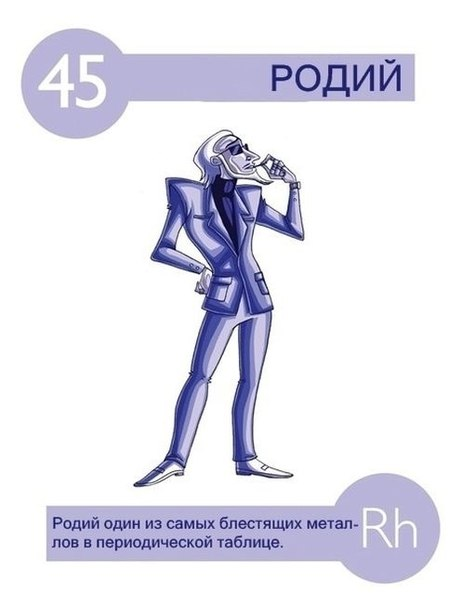 45
РОДИЙ
Родий один из самых блестящих метал-
лов в периодической таблице.
Rh